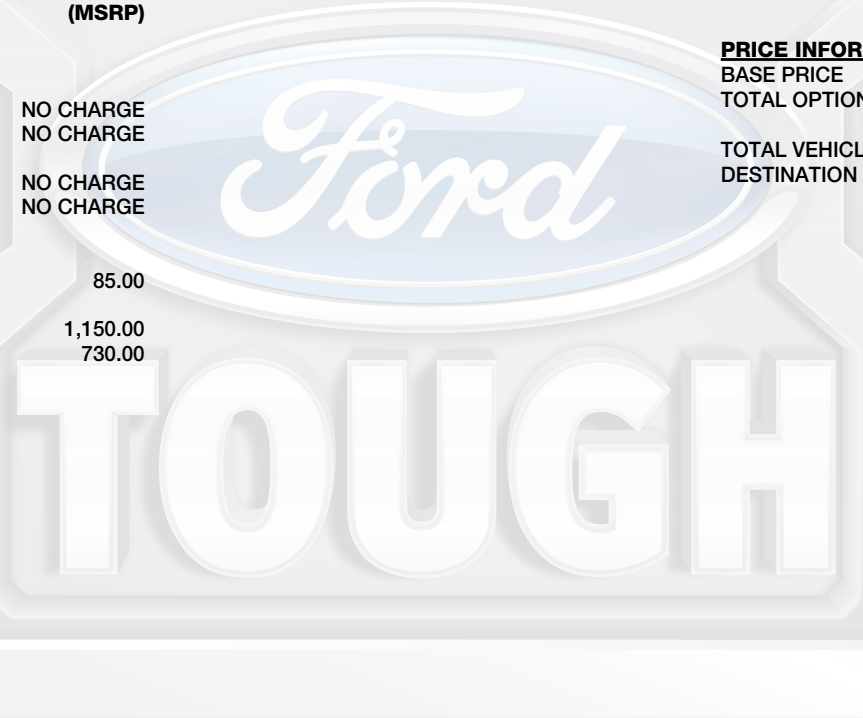 (MSRP)
NO CHARGE
NO CHARGE
NO CHARGE
NO CHARGE
85.00
1,150.00
730.00
PRICE INFOR
BASE PRICE
TOTAL OPTION
TOTAL VEHICL
DESTINATION
Ford
TOUGH